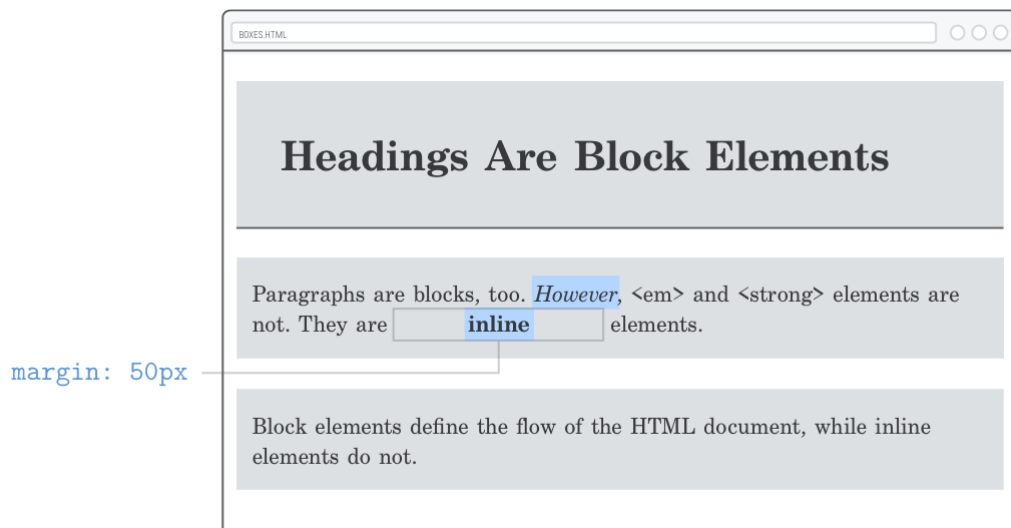 BOXES.HTML
Headings Are Block Elements
Paragraphs are blocks, too. However, <em> and <strong> elements are
not. They are inline elements.
margin: 50px
Block elements define the flow of the HTML document, while inline
elements do not.